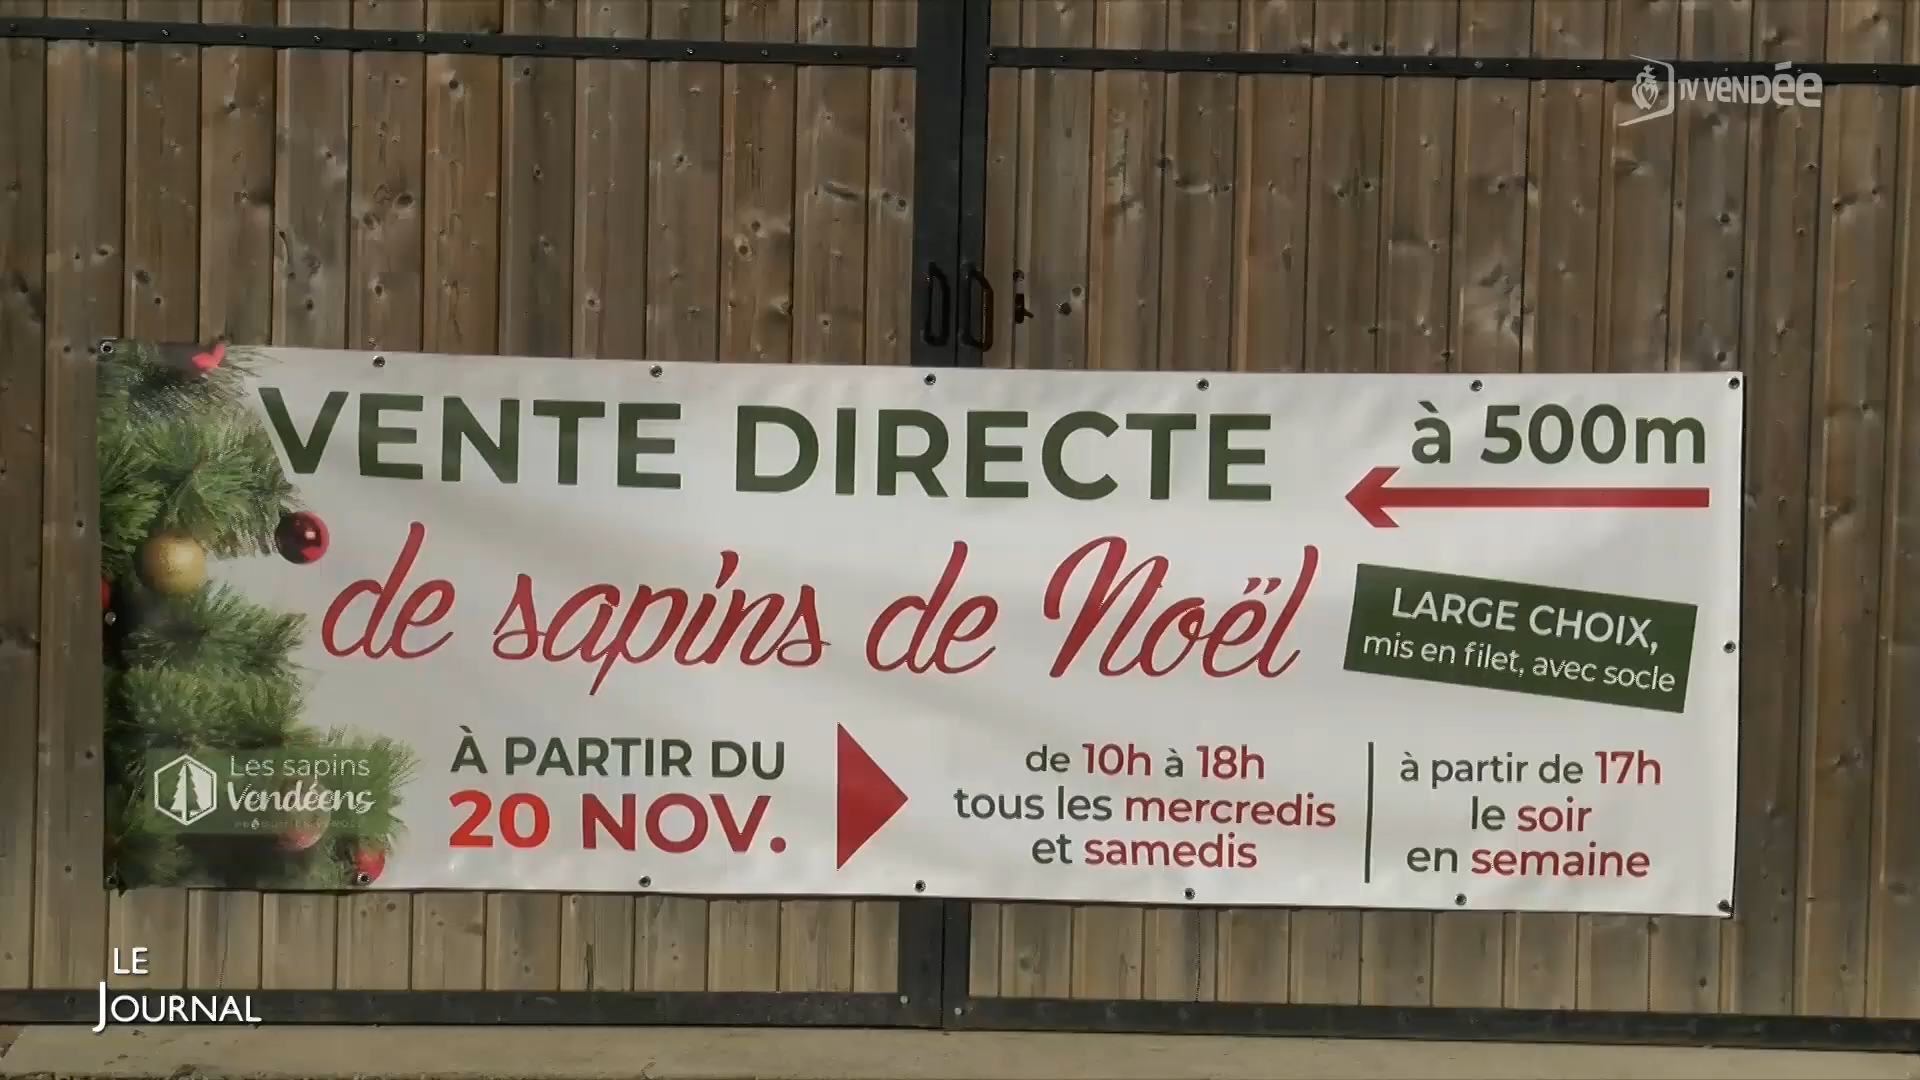 TV VENDÉE
VENTE DIRECTE
à 500m
de sapins de Noël
LARGE CHOIX,
mis en filet, avec socle
À PARTIR DU
20 NOV.
de 10h à 18h
tous les mercredis
et samedis
à partir de 17h
le soir
en semaine
Les sapins
Vendéens
LE
JOURNAL